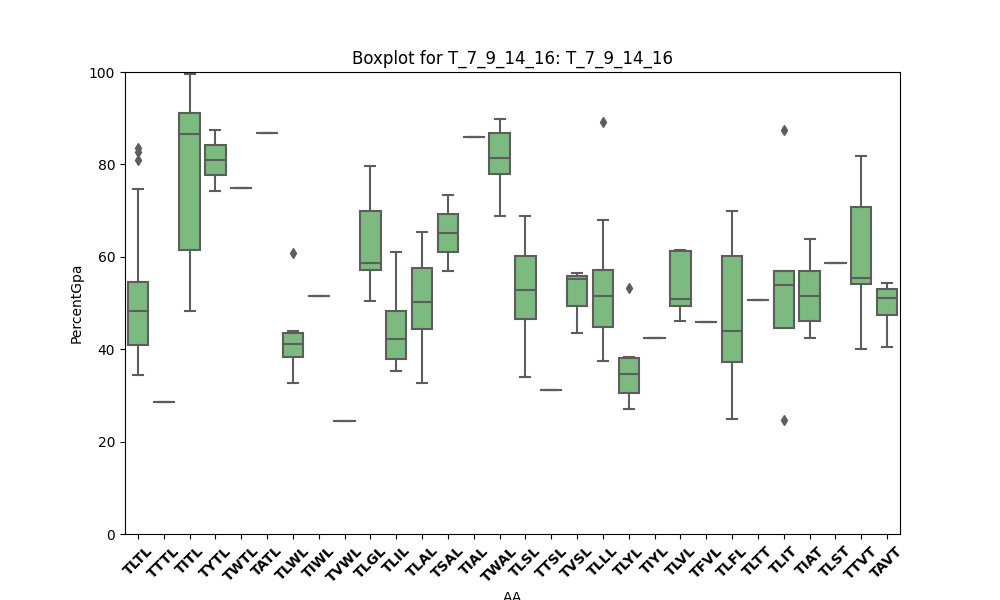 Boxplot for T_7_9_14_16: T_7_9_14_16
100
80
60
40
20
0
PercentGpa
TLTL TTTL TITL TYTL TWTL TATL TLWL TIWL TVWL TLGL TLIL TLAL TSAL TIAL TWAL TLSL TTSL TVSL TLLL TLYL TIYL TLVL TFVL TLFL TLTT TLIT TIAT TLST TTVT TAVT
AA